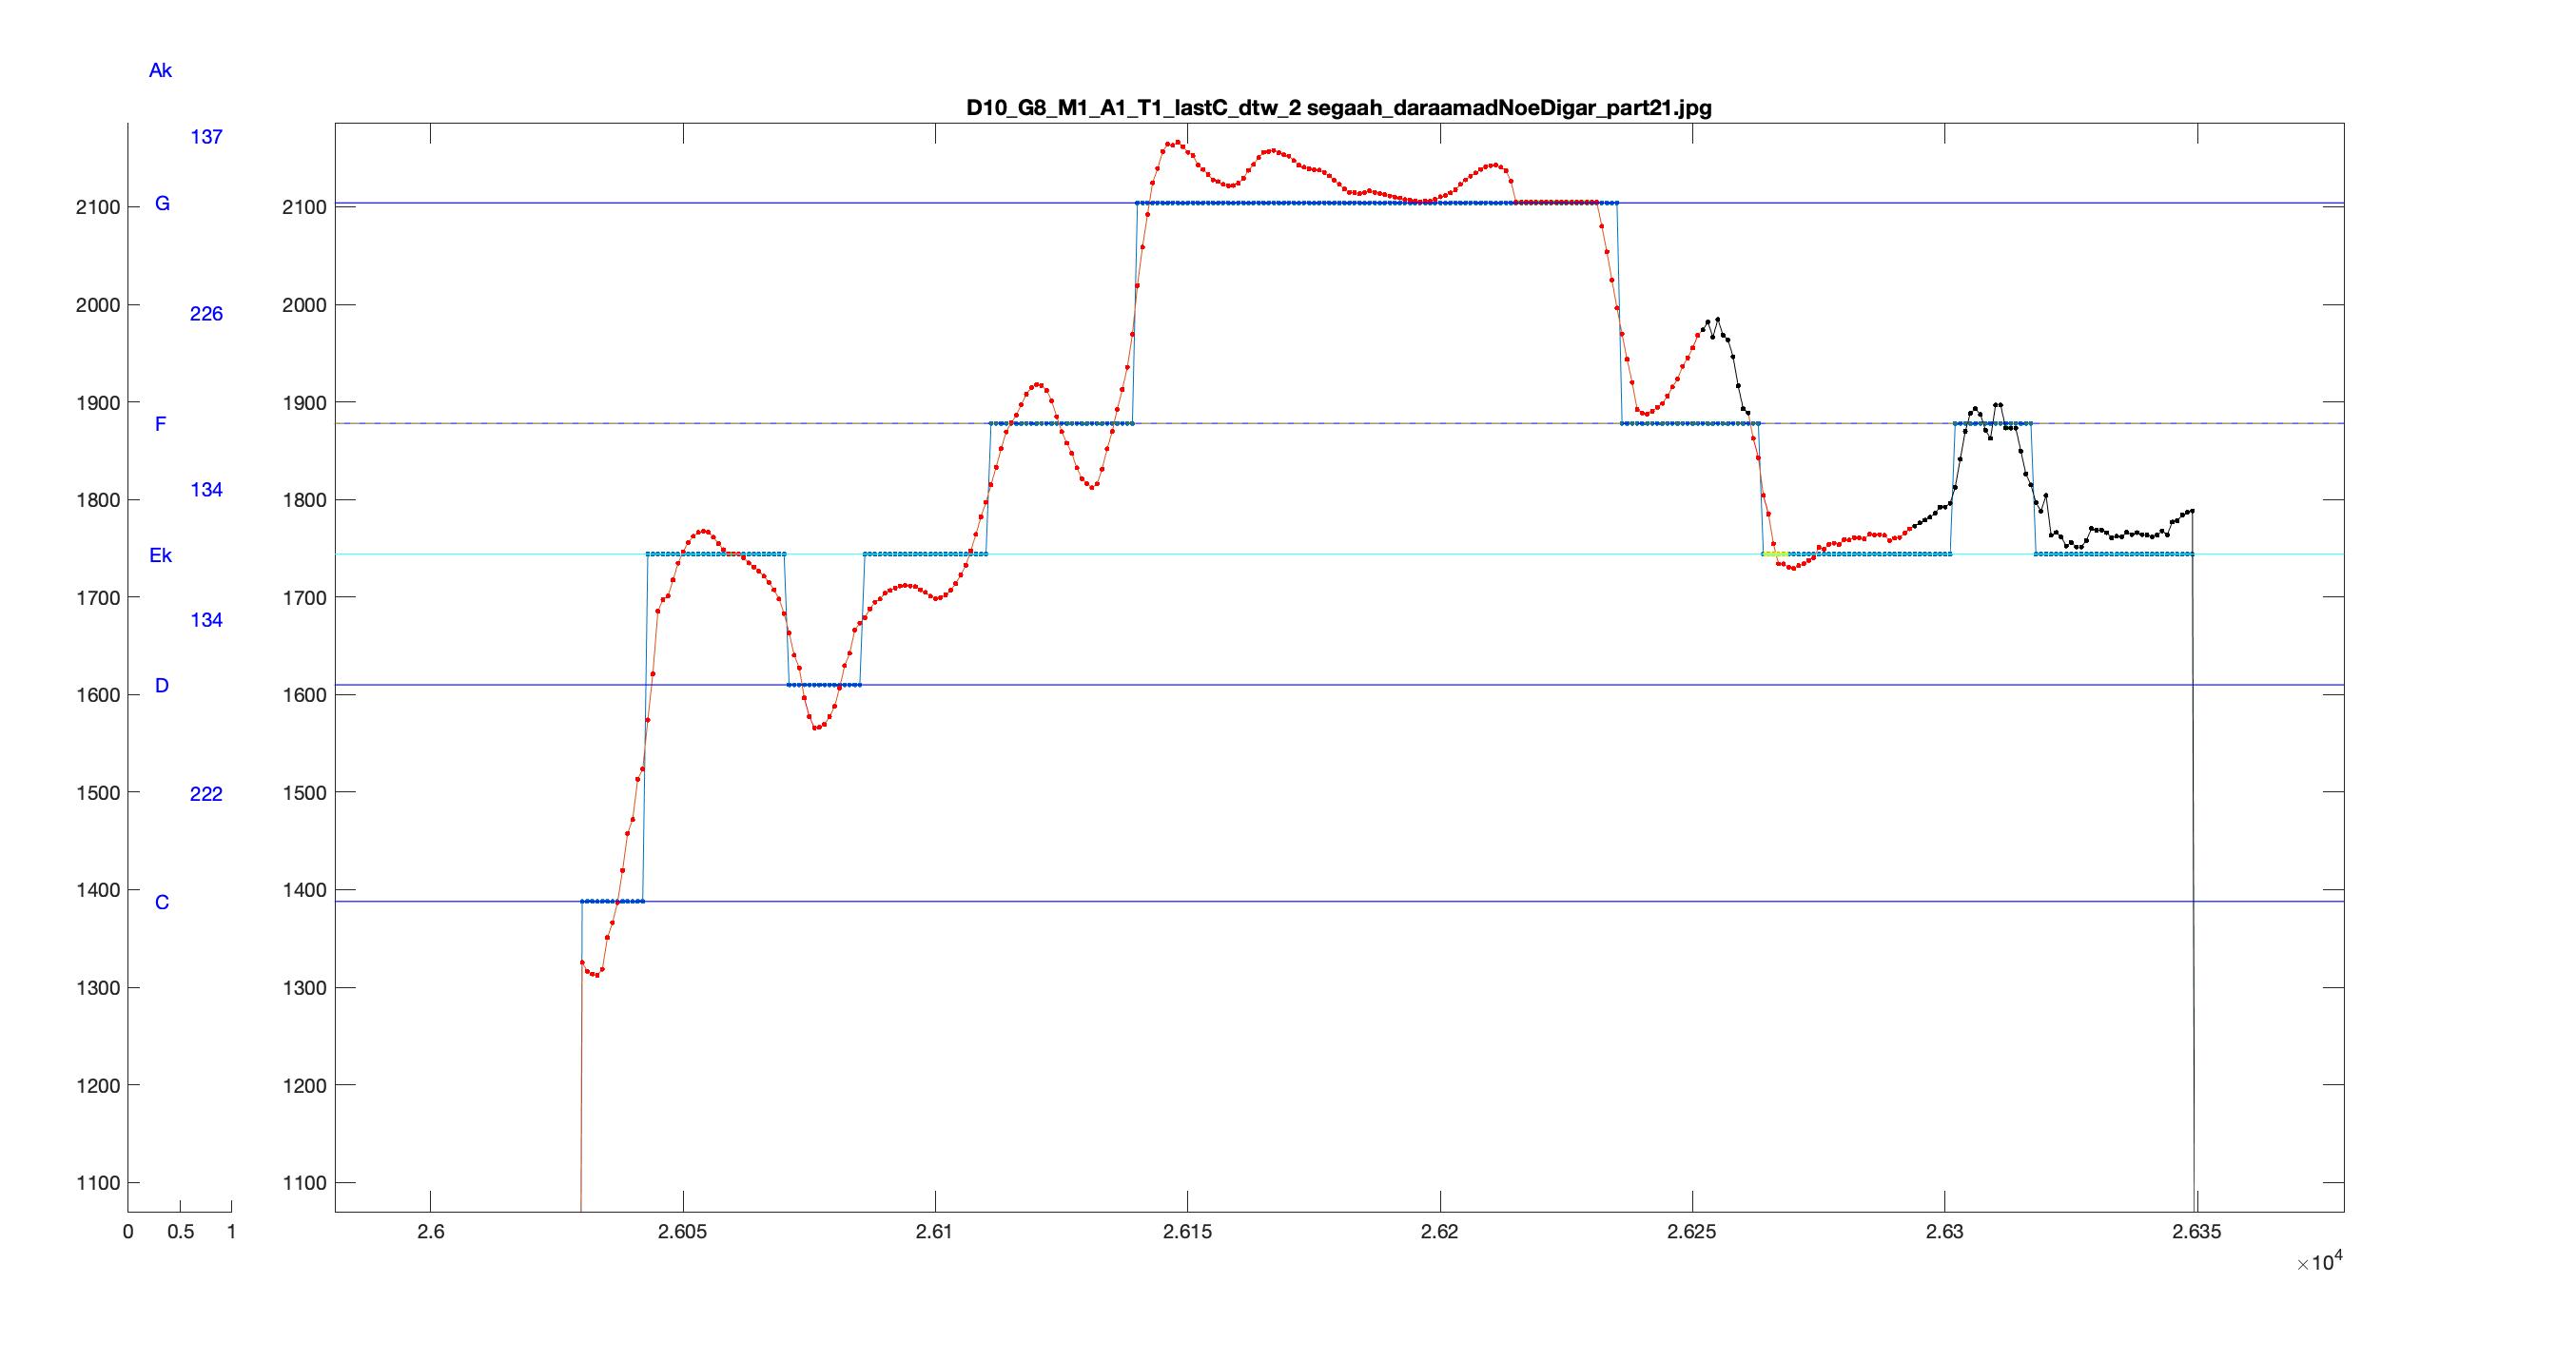 Ak
D10_G8_M1_A1_T1_lastC_dtw_2 segaah_daraamadNoeDigar_part21.jpg
137
2100 G 2100
226
2000 2000
1900 F 1900
134
1800 1800
Ek
1700 134 1700
1600 D 1600
222
1500 1500
1400 C 1400
1300 1300
1200 1200
1100 1100
0 0.5 1 2.6 2.605 2.61 2.615 2.62 2.625 2.63 2.635
×10⁴